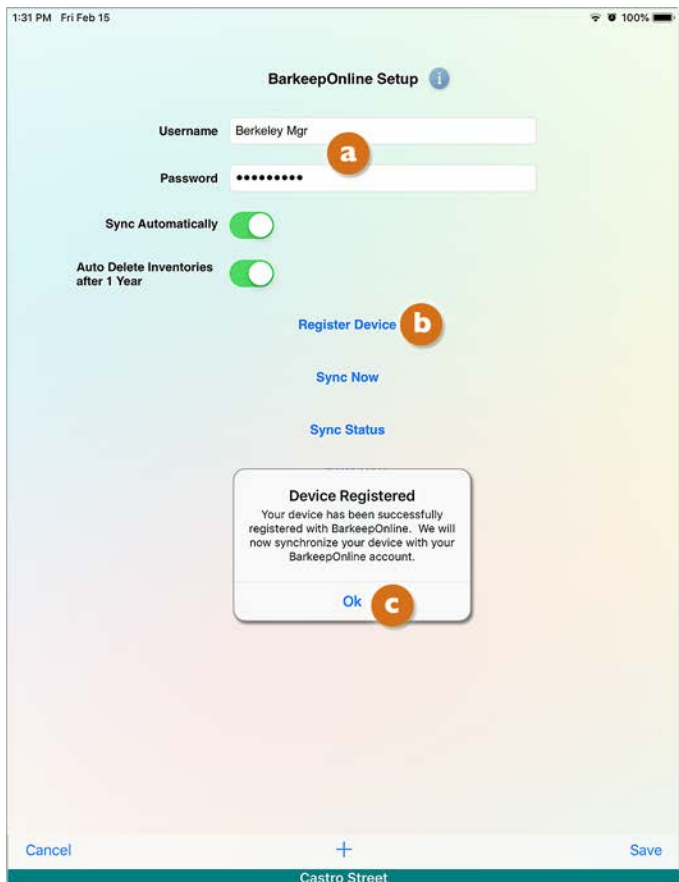 1:31 PM Fri Feb 15
100%
BarkeepOnline Setup i
Username Berkeley Mgr
a
Password •••••••••
Sync Automatically
Auto Delete Inventories
after 1 Year
Register Device b
Sync Now
Sync Status
Device Registered
Your device has been successfully
registered with BarkeepOnline. We will
now synchronize your device with your
BarkeepOnline account.
Ok c
Cancel + Save
Castro Street